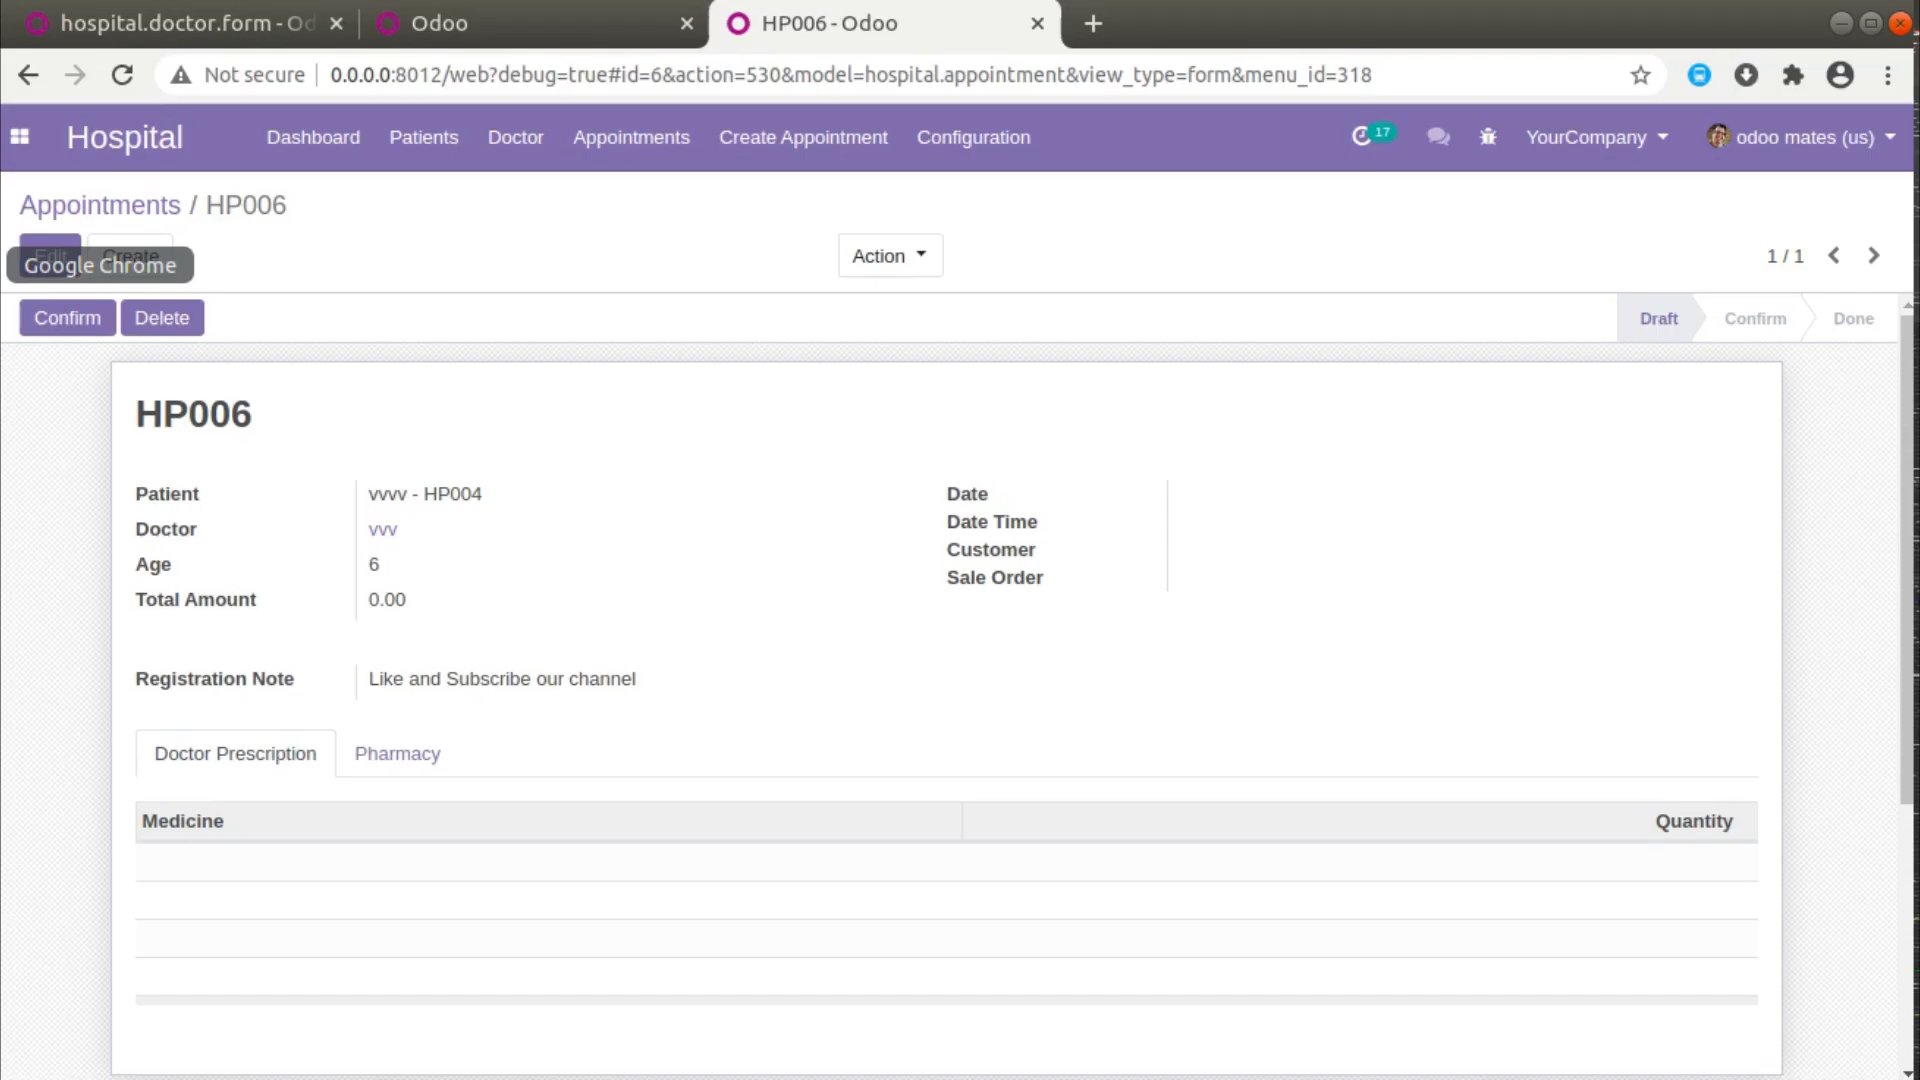 hospital.doctor.form - Od
Odoo
HP006 - Odoo
Not secure
0.0.0.0:8012/web?debug=true#id=6&action=530&model=hospital.appointment&view_type=form&menu_id=318
Hospital
Dashboard
Patients
Doctor
Appointments
Create Appointment
Configuration
17
YourCompany
odoo mates (us)
Appointments / HP006
Edit
Create
Google Chrome
Action
1 / 1
Confirm
Delete
Draft
Confirm
Done
HP006
Patient
vvvv - HP004
Doctor
vvv
Age
6
Total Amount
0.00
Date
Date Time
Customer
Sale Order
Registration Note
Like and Subscribe our channel
Doctor Prescription
Pharmacy
Medicine
Quantity